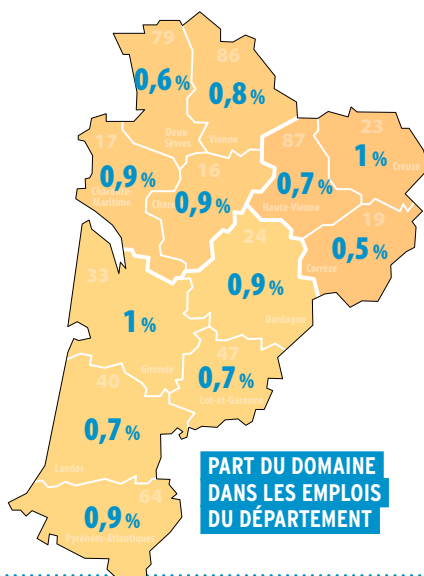 79
0,6 %
Deux-
Sèvres
86
0,8 %
Vienne
17
0,9 %
Maritime
16
0,9 %
87
0,7 %
Haute-Vienne
23
1 %
Creuse
19
0,5 %
Corrèze
24
0,9 %
Dordogne
33
1 %
Gironde
47
0,7 %
Lot-et-Garonne
40
0,7 %
Landes
64
0,9 %
Pyrénées-Atlantiques
PART DU DOMAINE
DANS LES EMPLOIS
DU DÉPARTEMENT